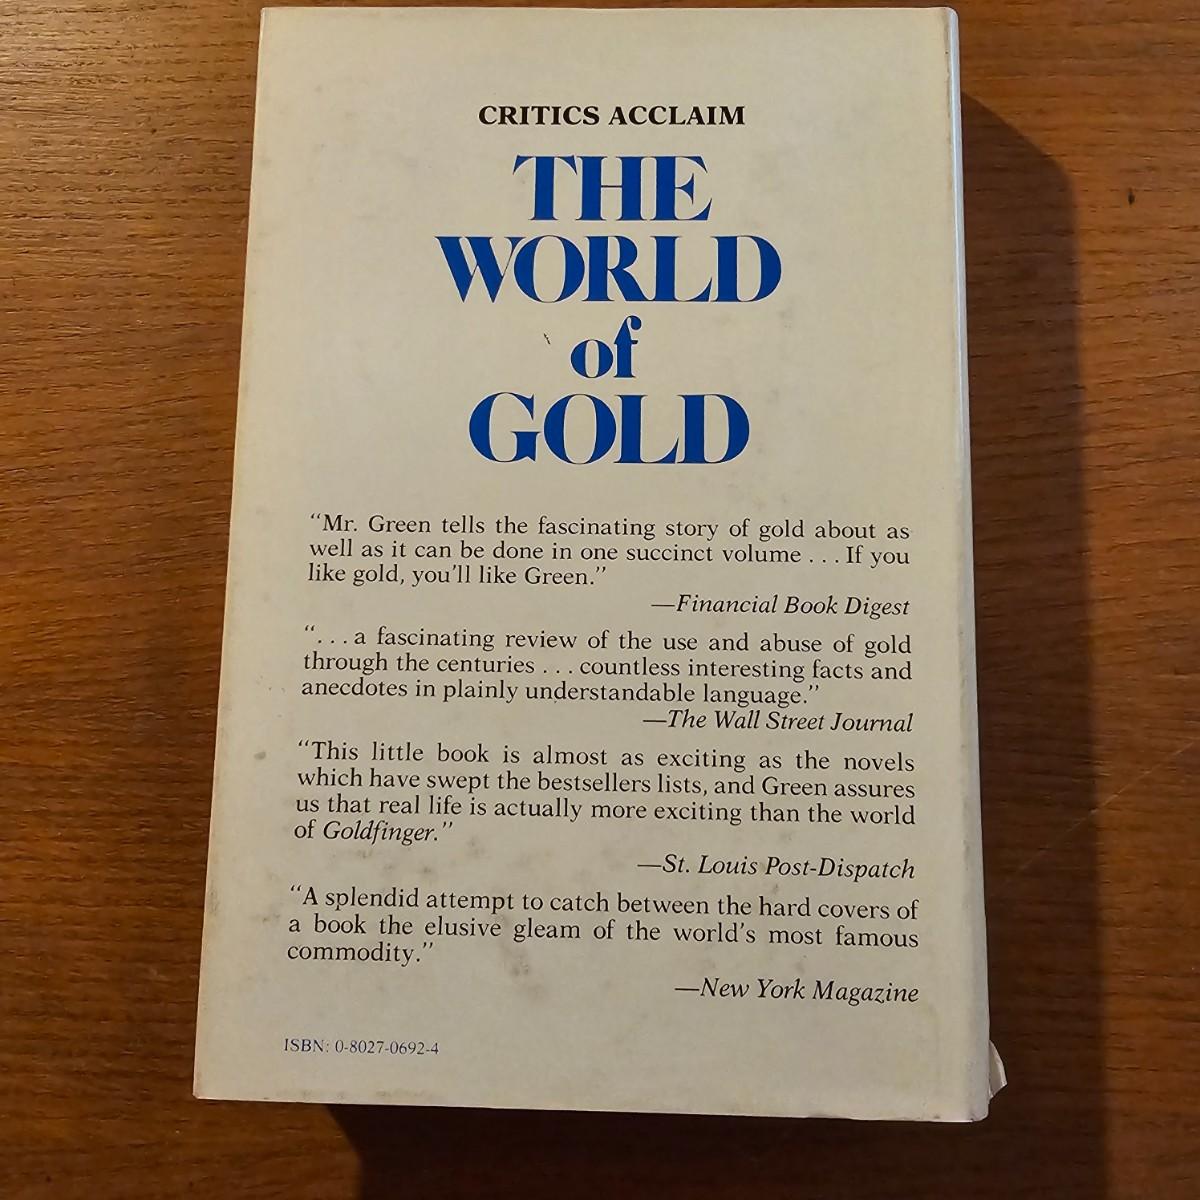 CRITICS ACCLAIM
THE
WORLD
of
GOLD
“Mr. Green tells the fascinating story of gold about as
well as it can be done in one succinct volume . . . If you
like gold, you’ll like Green.”
—Financial Book Digest
“. . . a fascinating review of the use and abuse of gold
through the centuries . . . countless interesting facts and
anecdotes in plainly understandable language.”
—The Wall Street Journal
“This little book is almost as exciting as the novels
which have swept the bestsellers lists, and Green assures
us that real life is actually more exciting than the world
of Goldfinger.”
—St. Louis Post-Dispatch
“A splendid attempt to catch between the hard covers of
a book the elusive gleam of the world’s most famous
commodity.”
—New York Magazine
ISBN: 0-8027-0692-4